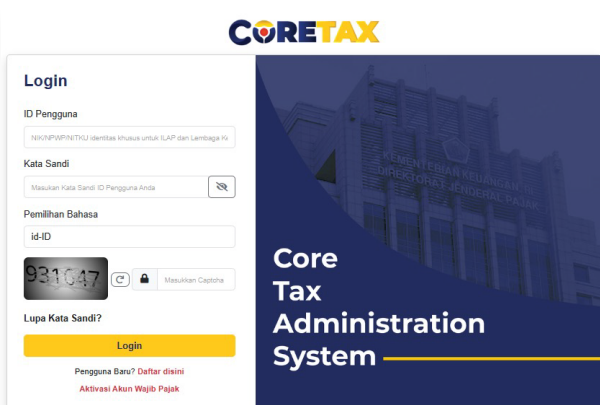 CORETAX
Login
ID Pengguna
NIK/NPWP/NITKU identitas khusus untuk ILAP dan Lembaga Ke
Kata Sandi
Masukan Kata Sandi ID Pengguna Anda
Pemilihan Bahasa
id-ID
Masukkan Captcha
Lupa Kata Sandi?
Login
Pengguna Baru? Daftar disini
Aktivasi Akun Wajib Pajak
KEMENTERIAN KEUANGAN
DIREKTORAT JENDERAL PAJAK
Core
Tax
Administration
System